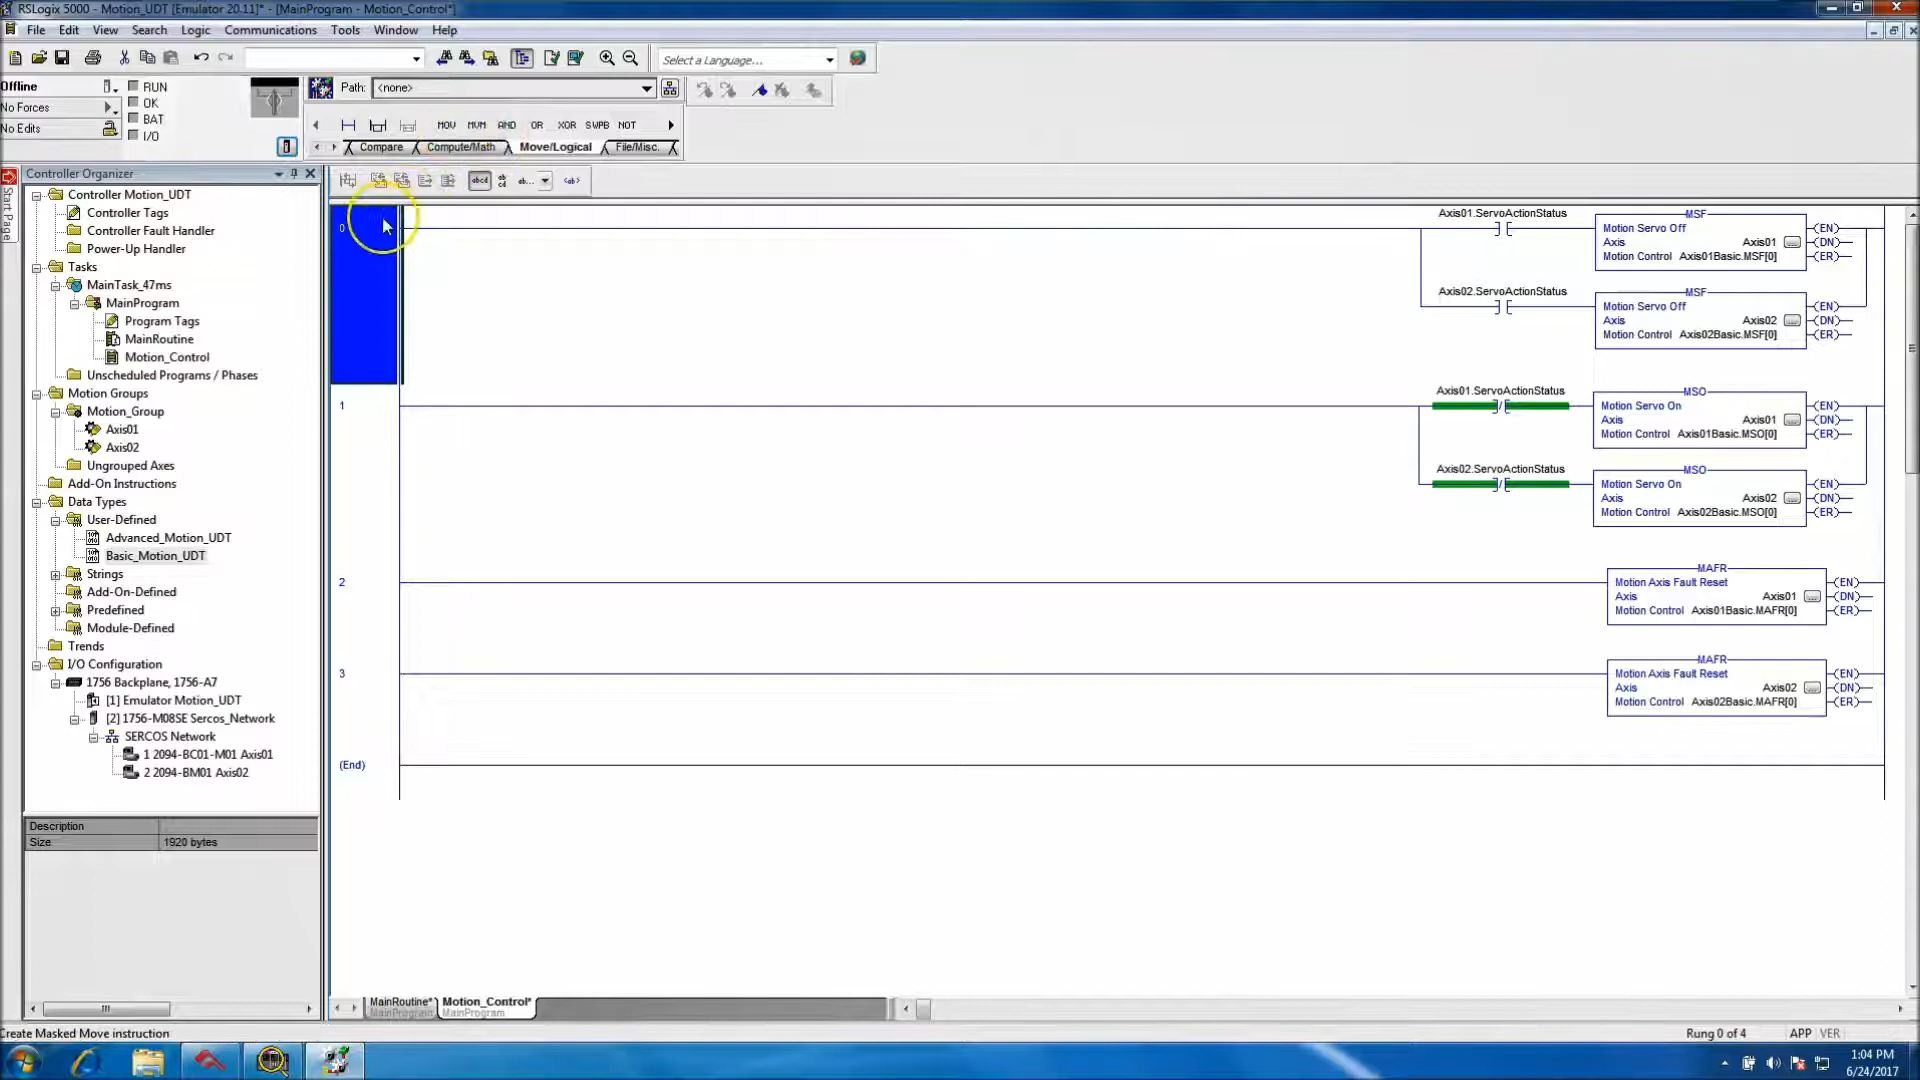 RSLogix 5000 - Motion_UDT [Emulator 20.11]* - [MainProgram - Motion_Control*]
File Edit View Search Logic Communications Tools Window Help
Select a Language...
Offline RUN
No Forces OK
BAT
No Edits I/O
Path: <none>
MOV MVM AND OR XOR SWPB NOT
Compare Compute/Math Move/Logical File/Misc.
Start Page
Controller Organizer
Controller Motion_UDT
Controller Tags
Controller Fault Handler
Power-Up Handler
Tasks
MainTask_47ms
MainProgram
Program Tags
MainRoutine
Motion_Control
Unscheduled Programs / Phases
Motion Groups
Motion_Group
Axis01
Axis02
Ungrouped Axes
Add-On Instructions
Data Types
User-Defined
Advanced_Motion_UDT
Basic_Motion_UDT
Strings
Add-On-Defined
Predefined
Module-Defined
Trends
I/O Configuration
1756 Backplane, 1756-A7
[1] Emulator Motion_UDT
[2] 1756-M08SE Sercos_Network
SERCOS Network
1 2094-BC01-M01 Axis01
2 2094-BM01 Axis02
Description
Size 1920 bytes
abcd ab cd ab... <ab>
0
Axis01.ServoActionStatus
MSF
Motion Servo Off (EN)
Axis Axis01 ... (DN)
Motion Control Axis01Basic.MSF[0] (ER)
Axis02.ServoActionStatus
MSF
Motion Servo Off (EN)
Axis Axis02 ... (DN)
Motion Control Axis02Basic.MSF[0] (ER)
1
Axis01.ServoActionStatus
/
MSO
Motion Servo On (EN)
Axis Axis01 ... (DN)
Motion Control Axis01Basic.MSO[0] (ER)
Axis02.ServoActionStatus
/
MSO
Motion Servo On (EN)
Axis Axis02 ... (DN)
Motion Control Axis02Basic.MSO[0] (ER)
2
MAFR
Motion Axis Fault Reset (EN)
Axis Axis01 ... (DN)
Motion Control Axis01Basic.MAFR[0] (ER)
3
MAFR
Motion Axis Fault Reset (EN)
Axis Axis02 ... (DN)
Motion Control Axis02Basic.MAFR[0] (ER)
(End)
MainRoutine* Motion_Control*
MainProgram MainProgram
Create Masked Move instruction Rung 0 of 4 APP VER
1:04 PM
6/24/2017